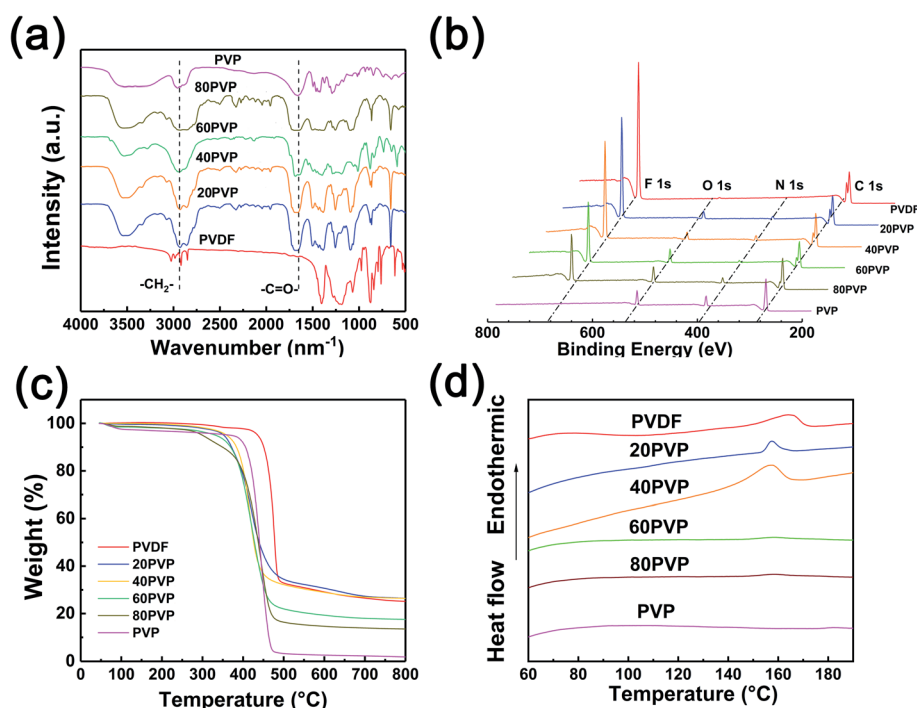 (a)
Intensity (a.u.)
PVP
80PVP
60PVP
40PVP
20PVP
PVDF
-CH₂-
-C=O-
4000 3500 3000 2500 2000 1500 1000 500
Wavenumber (nm⁻¹)
(b)
F 1s O 1s N 1s C 1s
PVDF
20PVP
40PVP
60PVP
80PVP
PVP
800 600 400 200
Binding Energy (eV)
(c)
Weight (%)
100
80
60
40
20
0
PVDF
20PVP
40PVP
60PVP
80PVP
PVP
0 100 200 300 400 500 600 700 800
Temperature (°C)
(d)
Heat flow Endothermic
PVDF
20PVP
40PVP
60PVP
80PVP
PVP
60 80 100 120 140 160 180
Temperature (°C)